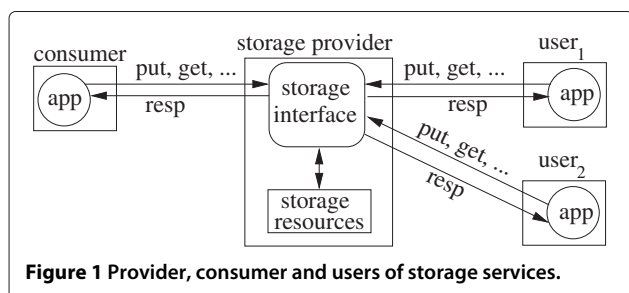 consumer
storage provider
user1
app
put, get, ...
resp
storage
interface
put, get, ...
resp
app
put, get, ...
resp
user2
app
storage
resources
Figure 1 Provider, consumer and users of storage services.